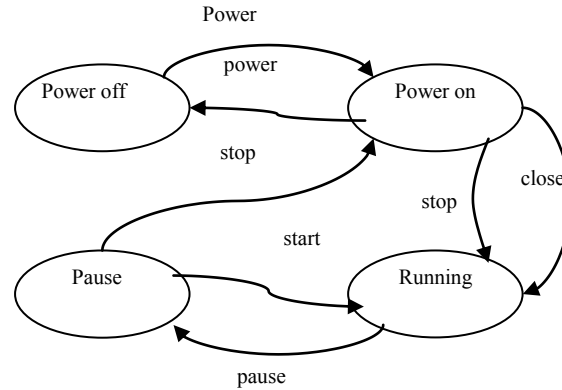 Power
power
Power off
Power on
stop
close
stop
start
Pause
Running
pause